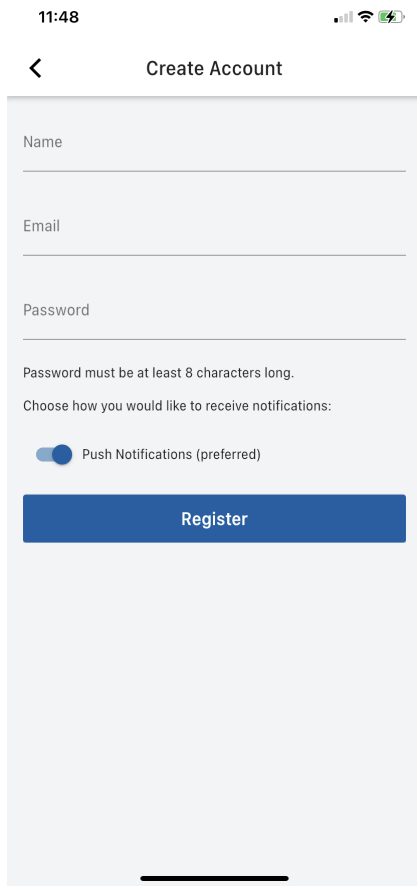 11:48
Create Account
Name
Email
Password
Password must be at least 8 characters long.
Choose how you would like to receive notifications:
Push Notifications (preferred)
Register